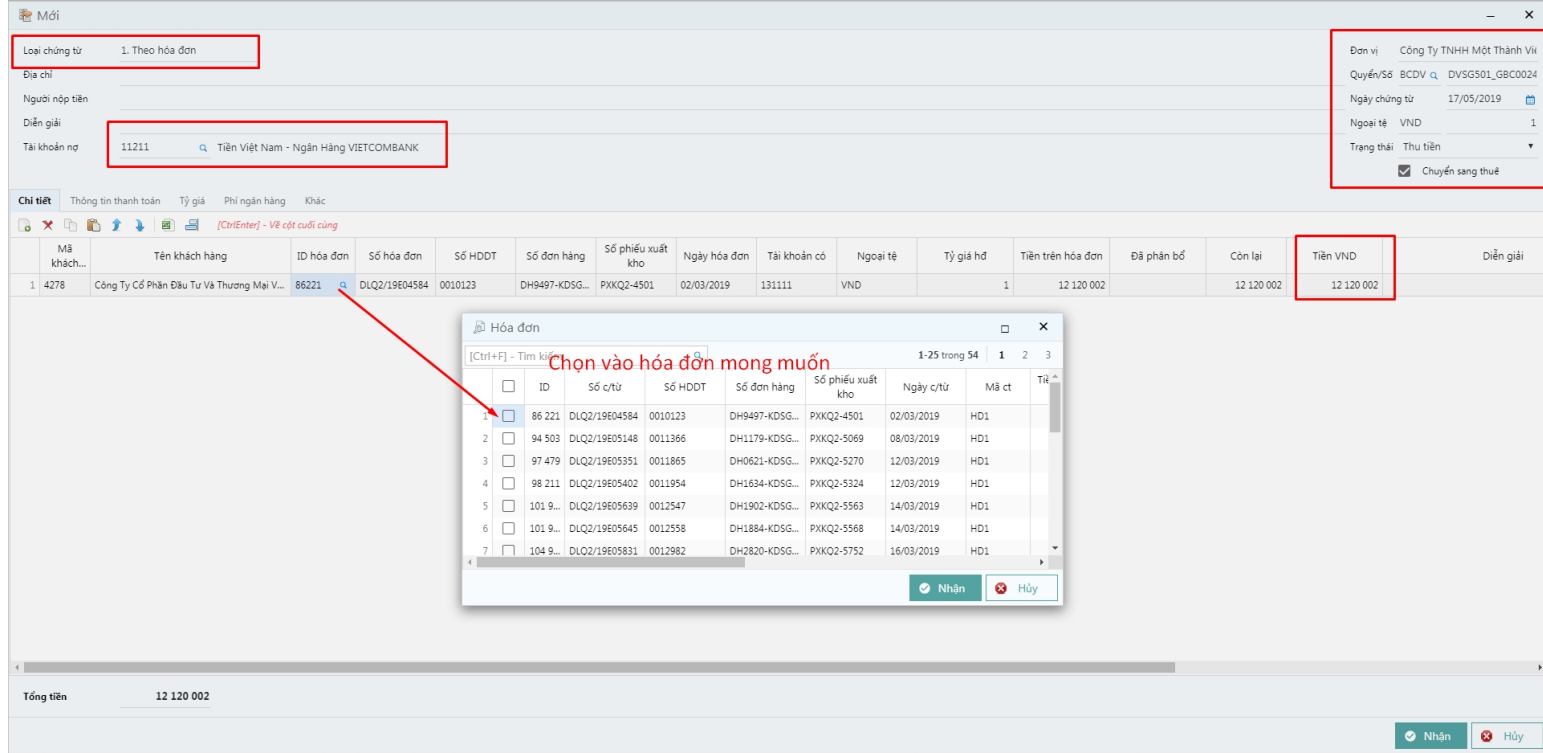 Mới
Loại chứng từ 1. Theo hóa đơn
Địa chỉ
Người nộp tiền
Diễn giải
Tài khoản nợ 11211 Tiền Việt Nam - Ngân Hàng VIETCOMBANK
Đơn vị Công Ty TNHH Một Thành Viê
Quyển/Số BCDV DVSG501_GBC0024
Ngày chứng từ 17/05/2019
Ngoại tệ VND 1
Trạng thái Thu tiền
Chuyển sang thuê
Chi tiết Thông tin thanh toán Tỷ giá Phí ngân hàng Khác
[CtrlEnter] - Về cột cuối cùng
Mã khách... Tên khách hàng ID hóa đơn Số hóa đơn Số HDDT Số đơn hàng Số phiếu xuất kho Ngày hóa đơn Tài khoản có Ngoại tệ Tỷ giá hđ Tiền trên hóa đơn Đã phân bổ Còn lại Tiền VND Diễn giải
1 4278 Công Ty Cổ Phần Đầu Tư Và Thương Mại V... 86221 DLQ2/19E04584 0010123 DH9497-KDSG... PXKQ2-4501 02/03/2019 131111 VND 1 12 120 002 12 120 002 12 120 002
Hóa đơn
[Ctrl+F] - Tìm kiếm 1-25 trong 54 1 2 3
Chọn vào hóa đơn mong muốn
ID Số c/từ Số HDDT Số đơn hàng Số phiếu xuất kho Ngày c/từ Mã ct Tiề
1 86 221 DLQ2/19E04584 0010123 DH9497-KDSG... PXKQ2-4501 02/03/2019 HD1
2 94 503 DLQ2/19E05148 0011366 DH1179-KDSG... PXKQ2-5069 08/03/2019 HD1
3 97 479 DLQ2/19E05351 0011865 DH0621-KDSG... PXKQ2-5270 12/03/2019 HD1
4 98 211 DLQ2/19E05402 0011954 DH1634-KDSG... PXKQ2-5324 12/03/2019 HD1
5 101 9... DLQ2/19E05639 0012547 DH1902-KDSG... PXKQ2-5563 14/03/2019 HD1
6 101 9... DLQ2/19E05645 0012558 DH1884-KDSG... PXKQ2-5568 14/03/2019 HD1
7 104 9... DLQ2/19E05831 0012982 DH2820-KDSG... PXKQ2-5752 16/03/2019 HD1
Nhận Hủy
Tổng tiền 12 120 002
Nhận Hủy